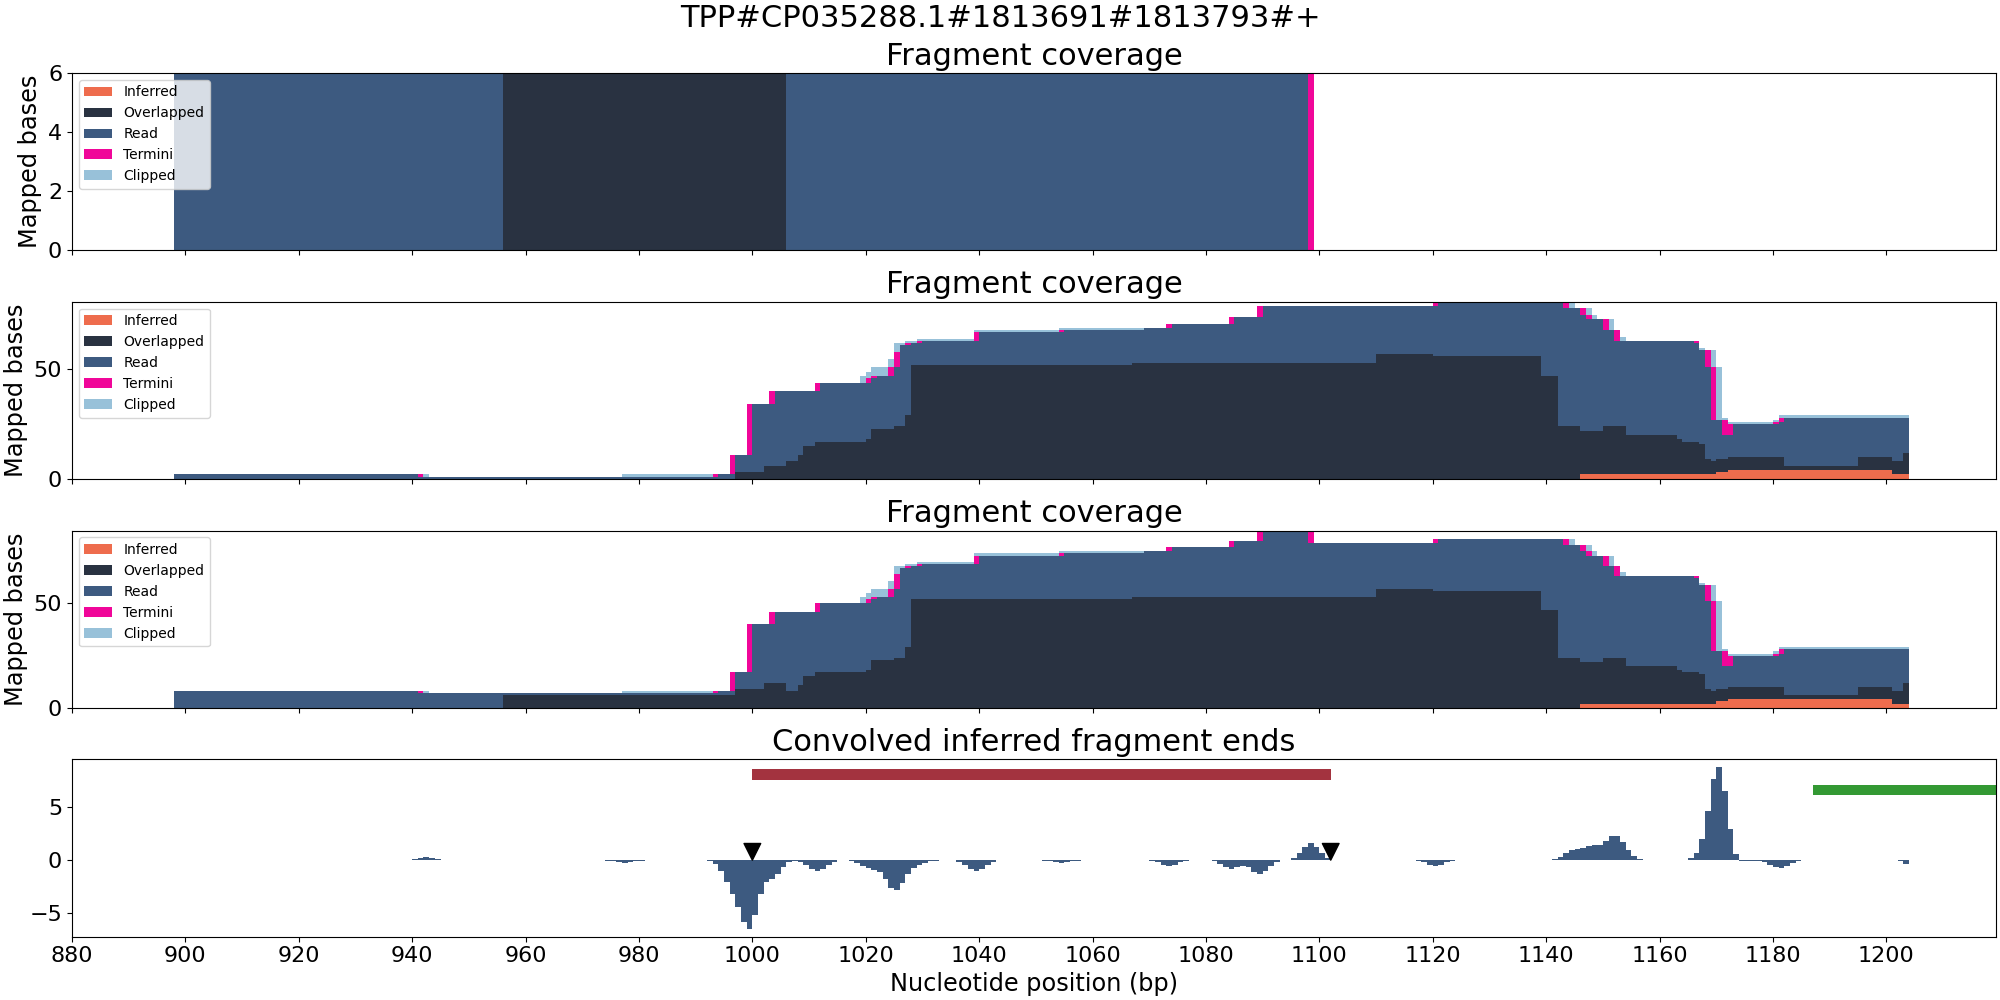 TPP#CP035288.1#1813691#1813793#+
Fragment coverage
Mapped bases
6
4
2
0
Inferred
Overlapped
Read
Termini
Clipped
Fragment coverage
Mapped bases
50
0
Inferred
Overlapped
Read
Termini
Clipped
Fragment coverage
Mapped bases
50
0
Inferred
Overlapped
Read
Termini
Clipped
Convolved inferred fragment ends
5
0
−5
880 900 920 940 960 980 1000 1020 1040 1060 1080 1100 1120 1140 1160 1180 1200
Nucleotide position (bp)